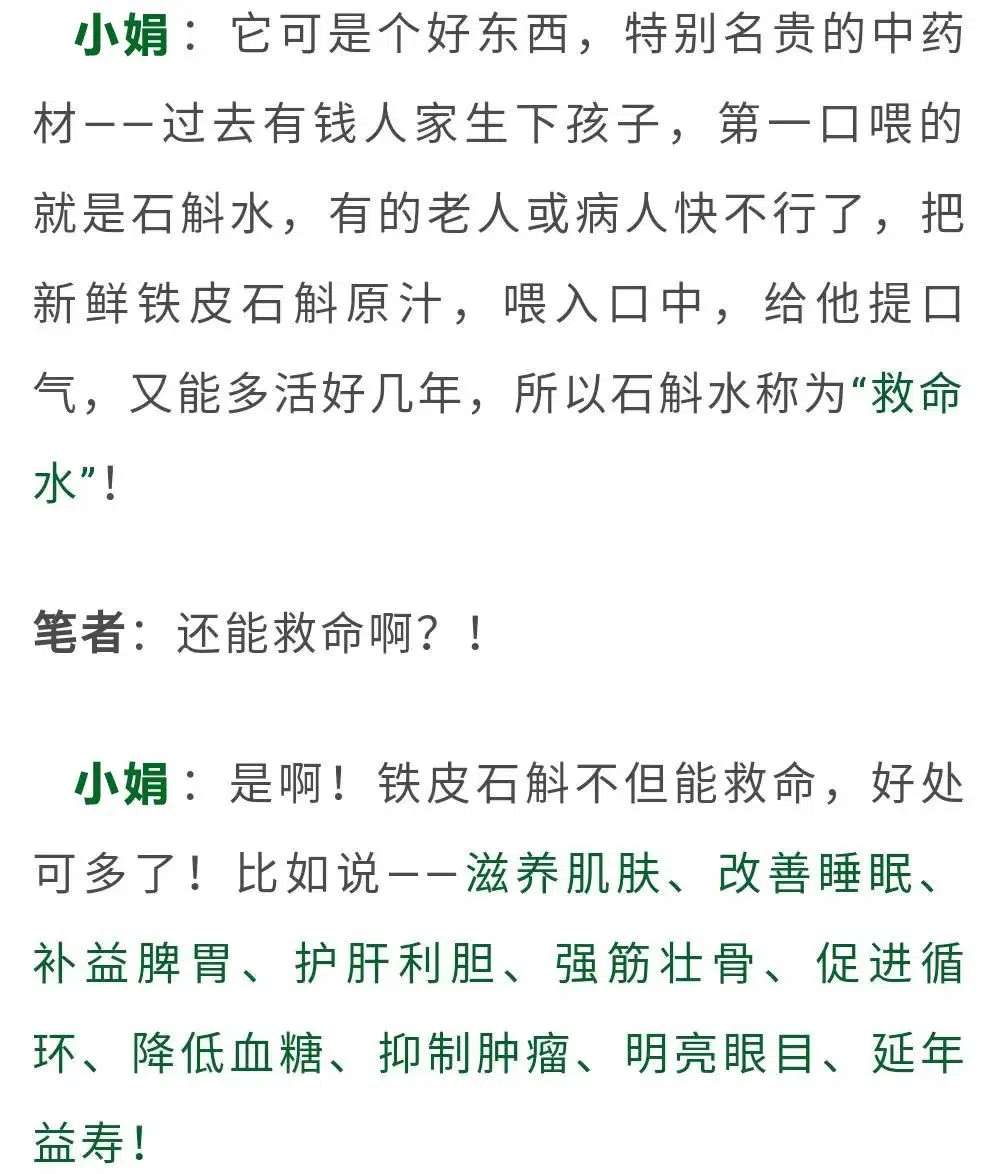 小娟：它可是个好东西，特别名贵的中药
材——过去有钱人家生下孩子，第一口喂的
就是石斛水，有的老人或病人快不行了，把
新鲜铁皮石斛原汁，喂入口中，给他提口
气，又能多活好几年，所以石斛水称为“救命
水”！
笔者：还能救命啊？！
小娟：是啊！铁皮石斛不但能救命，好处
可多了！比如说——滋养肌肤、改善睡眠、
补益脾胃、护肝利胆、强筋壮骨、促进循
环、降低血糖、抑制肿瘤、明亮眼目、延年
益寿！